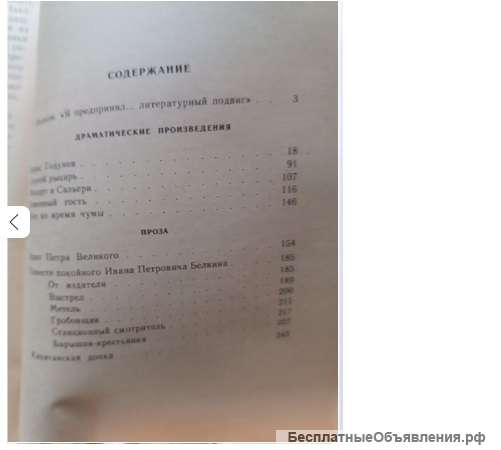 СОДЕРЖАНИЕ
«Я предпринял... литературный подвиг» . . . 3
ДРАМАТИЧЕСКИЕ ПРОИЗВЕДЕНИЯ
Годунов . . . 18
рыцарь . . . 91
и Сальери . . . 107
гость . . . 116
во время чумы . . . 146
ПРОЗА
Петра Великого . . . 154
покойного Ивана Петровича Белкина . . . 185
От издателя . . . 185
Выстрел . . . 189
Метель . . . 200
Гробовщик . . . 211
Станционный смотритель . . . 217
Барышня-крестьянка . . . 227
Капитанская дочка
БесплатныеОбъявления.рф